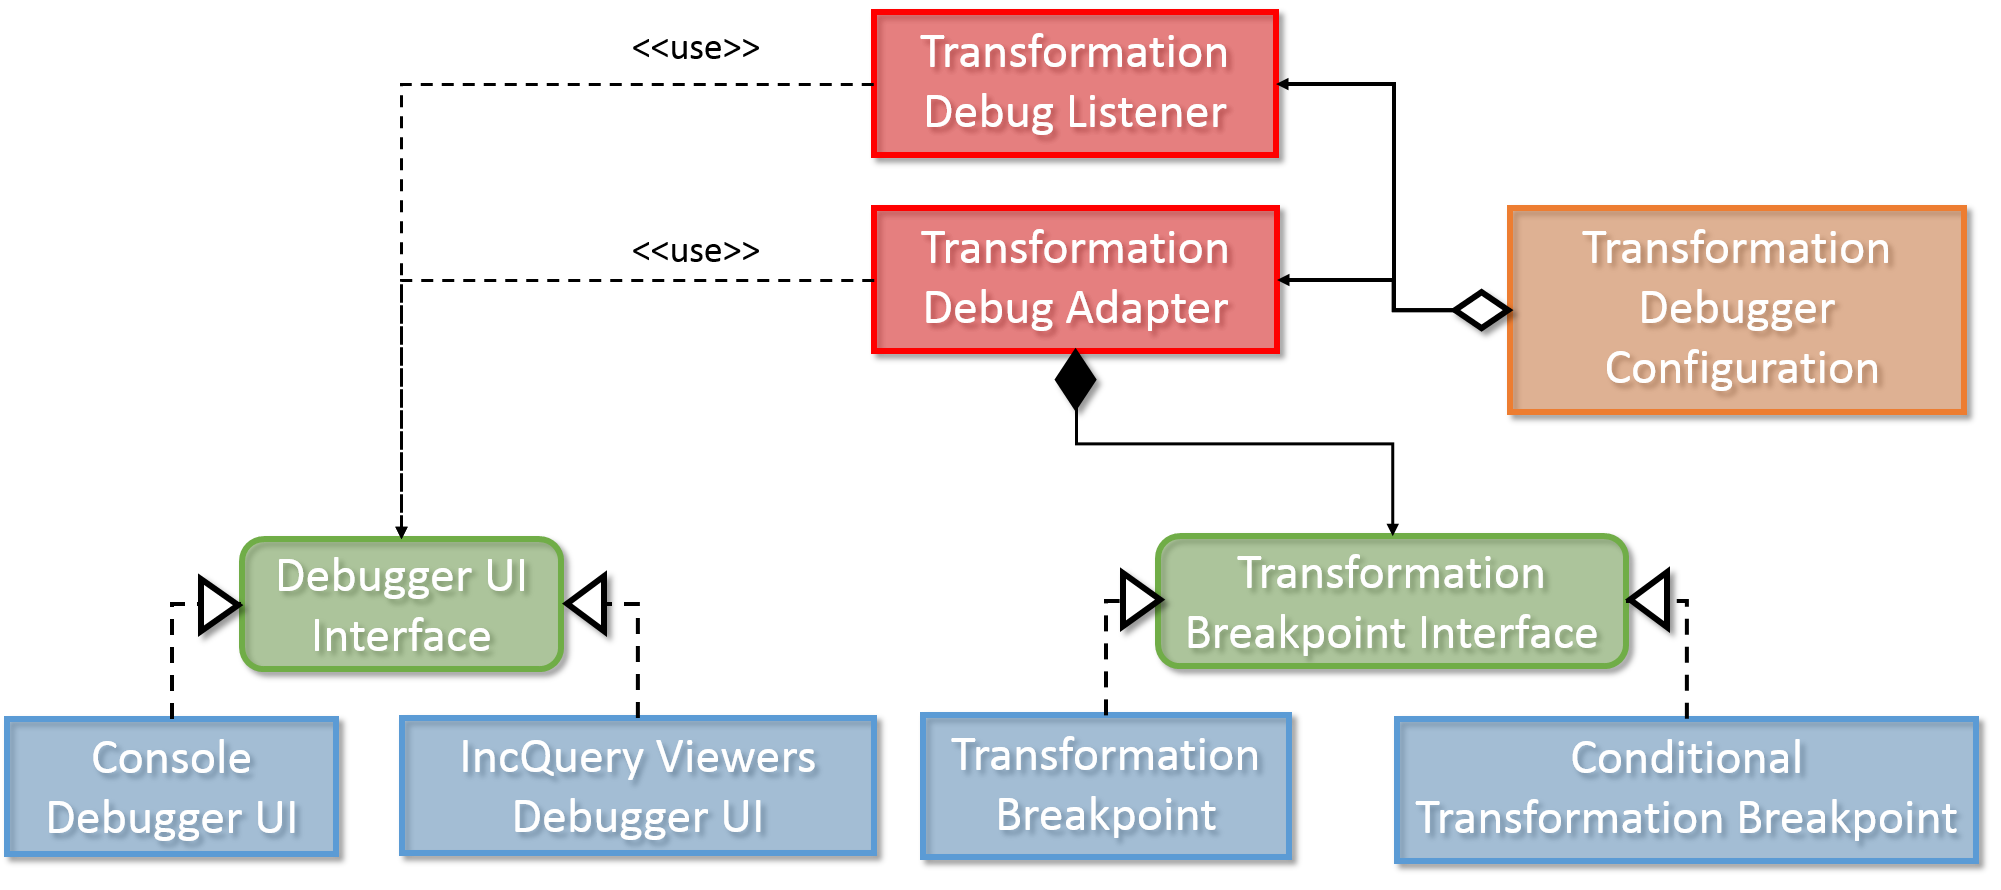 <<use>>
Transformation
Debug Listener
<<use>>
Transformation
Debug Adapter
Transformation
Debugger
Configuration
Debugger UI
Interface
Transformation
Breakpoint Interface
Console
Debugger UI
IncQuery Viewers
Debugger UI
Transformation
Breakpoint
Conditional
Transformation Breakpoint